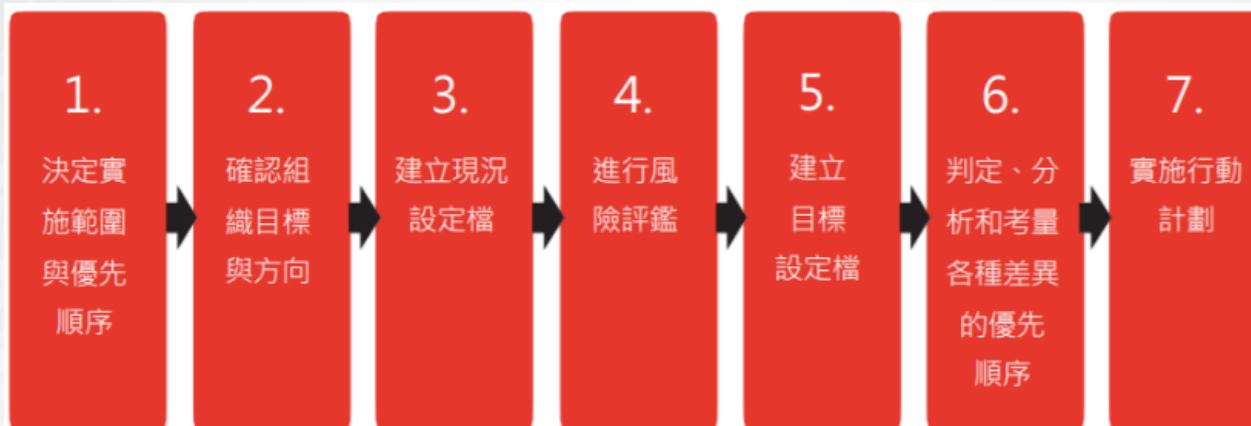 1.
決定實
施範圍
與優先
順序
2.
確認組
織目標
與方向
3.
建立現況
設定檔
4.
進行風
險評鑑
5.
建立
目標
設定檔
6.
判定、分
析和考量
各種差異
的優先
順序
7.
實施行動
計劃